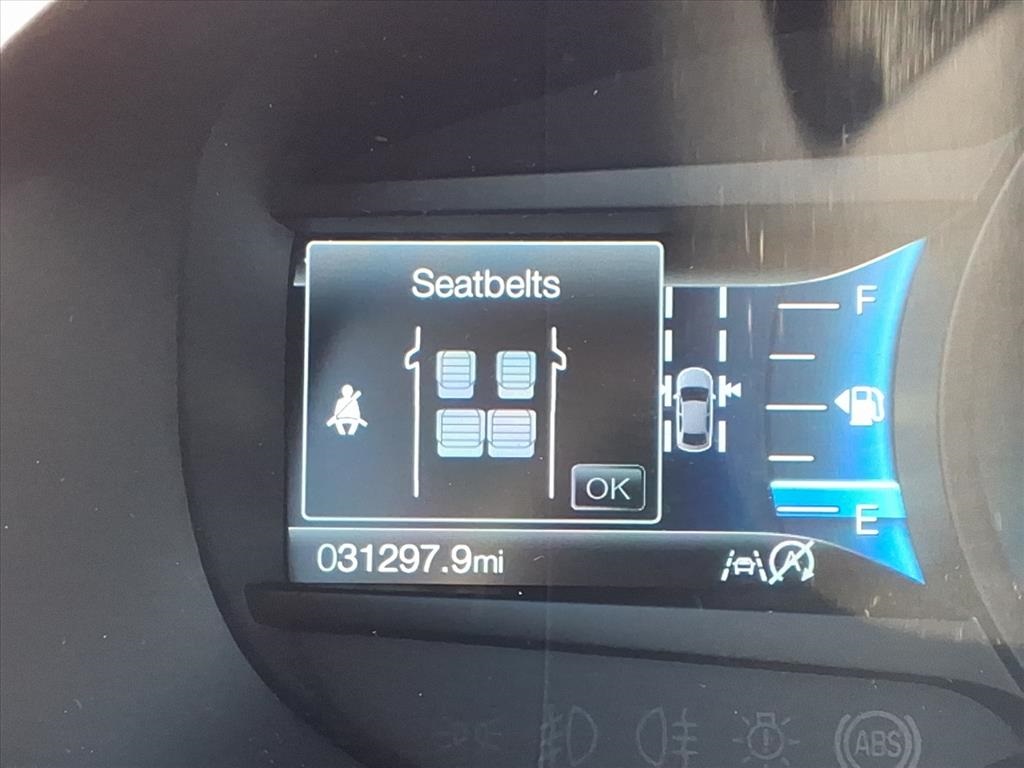 Seatbelts
F
OK
E
031297.9mi
A
ABS